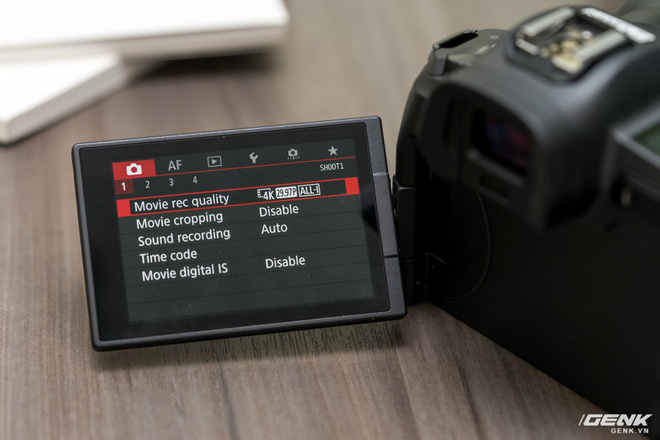 AF
SHOOT1
1 2 3 4
Movie rec quality 4K 29.97P ALL-I
Movie cropping Disable
Sound recording Auto
Time code
Movie digital IS Disable
GENK
GENK.VN